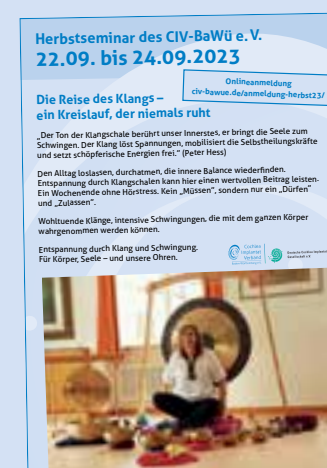 Herbstseminar des CIV-BaWü e. V.
22.09. bis 24.09.2023
Onlineanmeldung
civ-bawue.de/anmeldung-herbst23/
Die Reise des Klangs –
ein Kreislauf, der niemals ruht
„Der Ton der Klangschale berührt unser Innerstes, er bringt die Seele zum
Schwingen. Der Klang löst Spannungen, mobilisiert die Selbstheilungskräfte
und setzt schöpferische Energien frei.“ (Peter Hess)
Den Alltag loslassen, durchatmen, die innere Balance wiederfinden.
Entspannung durch Klangschalen kann hier einen wertvollen Beitrag leisten.
Ein Wochenende ohne Hörstress. Kein „Müssen“, sondern nur ein „Dürfen“
und „Zulassen“.
Wohltuende Klänge, intensive Schwingungen, die mit dem ganzen Körper
wahrgenommen werden können.
Entspannung durch Klang und Schwingung.
Für Körper, Seele – und unsere Ohren.
Cochlea
Implantat
Verband